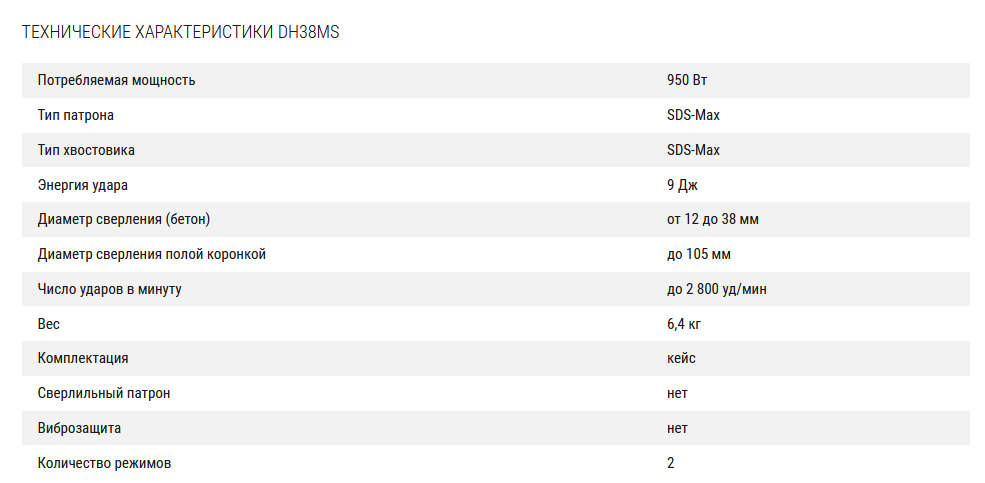 ТЕХНИЧЕСКИЕ ХАРАКТЕРИСТИКИ DH38MS
Потребляемая мощность 950 Вт
Тип патрона SDS-Max
Тип хвостовика SDS-Max
Энергия удара 9 Дж
Диаметр сверления (бетон) от 12 до 38 мм
Диаметр сверления полой коронкой до 105 мм
Число ударов в минуту до 2 800 уд/мин
Вес 6,4 кг
Комплектация кейс
Сверлильный патрон нет
Виброзащита нет
Количество режимов 2